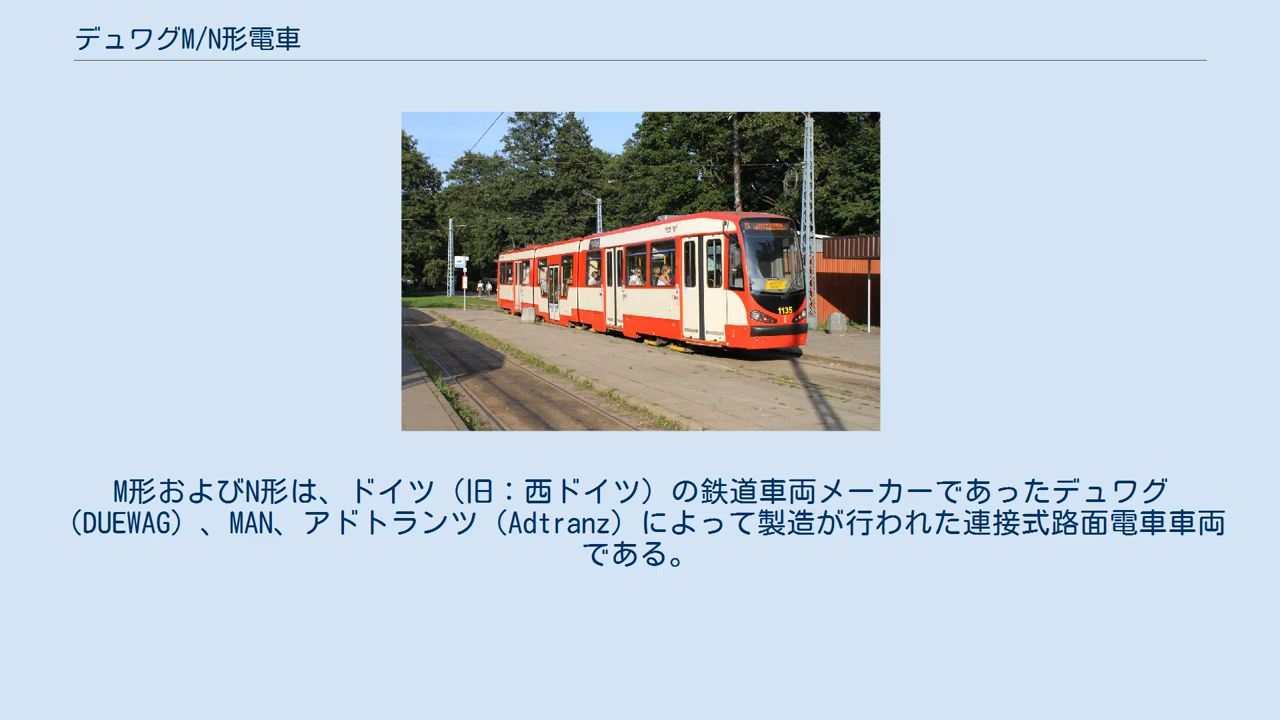 デュワグM/N形電車
1135
M形およびN形は、ドイツ（旧：西ドイツ）の鉄道車両メーカーであったデュワグ
（DUEWAG）、MAN、アドトランツ（Adtranz）によって製造が行われた連接式路面電車車両
である。